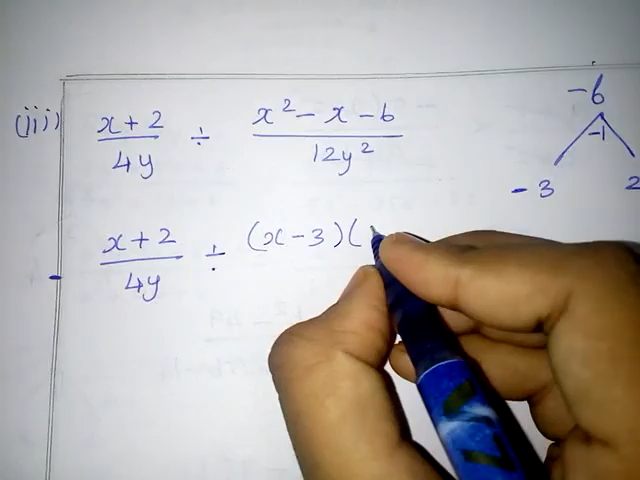 (iii) x + 2 / 4y ÷ x² - x - 6 / 12y²
x + 2 / 4y ÷ (x - 3)(
-6
-1
-3 2